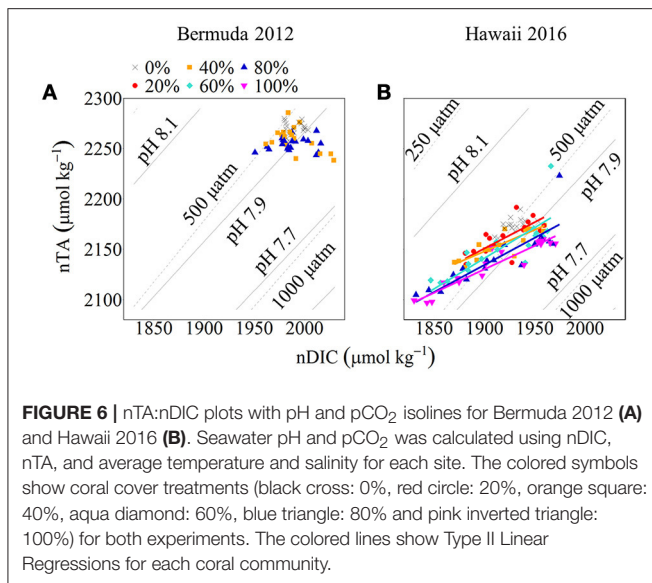 Bermuda 2012
Hawaii 2016
0% 40% 80%
20% 60% 100%
A
B
nTA (μmol kg⁻¹)
2300
2250
2150
2100
pH 8.1
500 μatm
pH 7.9
pH 7.7
1000 μatm
250 μatm
pH 8.1
500 μatm
pH 7.9
pH 7.7
1000 μatm
1850 1900 1950 2000
1850 1900 1950 2000
nDIC (μmol kg⁻¹)
FIGURE 6 | nTA:nDIC plots with pH and pCO₂ isolines for Bermuda 2012 (A)
and Hawaii 2016 (B). Seawater pH and pCO₂ was calculated using nDIC,
nTA, and average temperature and salinity for each site. The colored symbols
show coral cover treatments (black cross: 0%, red circle: 20%, orange square:
40%, aqua diamond: 60%, blue triangle: 80% and pink inverted triangle:
100%) for both experiments. The colored lines show Type II Linear
Regressions for each coral community.